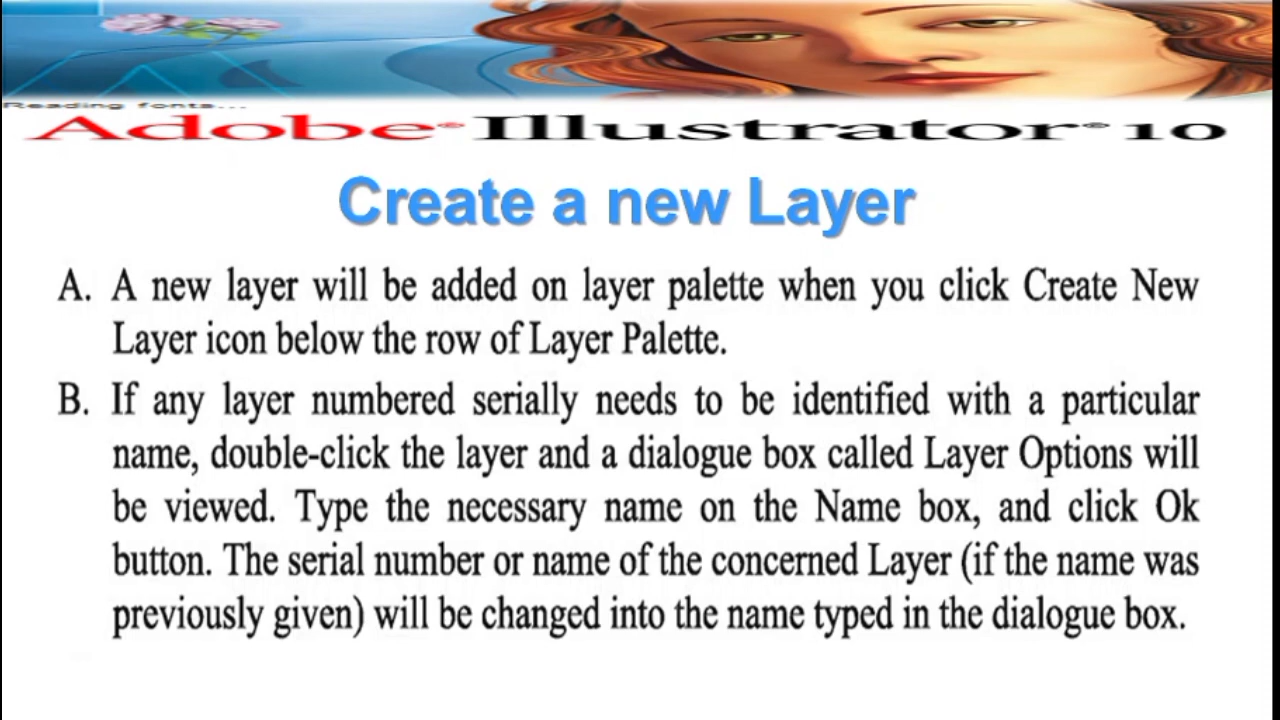 Reading fonts...
Adobe® Illustrator® 10
Create a new Layer
A. A new layer will be added on layer palette when you click Create New
Layer icon below the row of Layer Palette.
B. If any layer numbered serially needs to be identified with a particular
name, double-click the layer and a dialogue box called Layer Options will
be viewed. Type the necessary name on the Name box, and click Ok
button. The serial number or name of the concerned Layer (if the name was
previously given) will be changed into the name typed in the dialogue box.